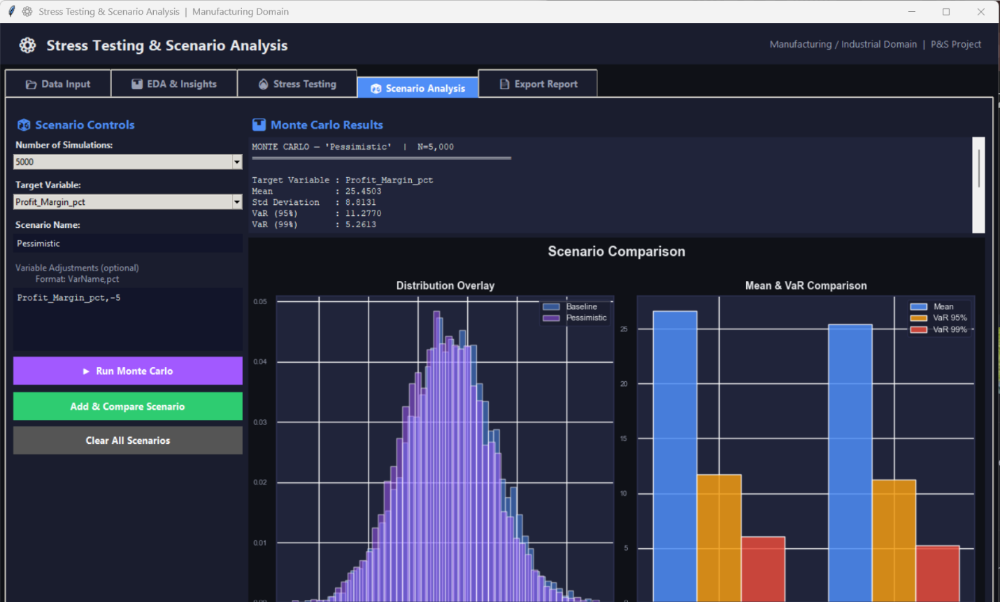 Stress Testing & Scenario Analysis | Manufacturing Domain
Stress Testing & Scenario Analysis
Manufacturing / Industrial Domain | P&S Project
Data Input
EDA & Insights
Stress Testing
Scenario Analysis
Export Report
Scenario Controls
Number of Simulations:
5000
Target Variable:
Profit_Margin_pct
Scenario Name:
Pessimistic
Variable Adjustments (optional)
Format: VarName,pct
Profit_Margin_pct,-5
► Run Monte Carlo
Add & Compare Scenario
Clear All Scenarios
Monte Carlo Results
MONTE CARLO — 'Pessimistic' | N=5,000
Target Variable : Profit_Margin_pct
Mean : 25.4503
Std Deviation : 8.8131
VaR (95%) : 11.2770
VaR (99%) : 5.2613
Scenario Comparison
Distribution Overlay
0.05
0.04
0.03
0.02
0.01
Baseline
Pessimistic
Mean & VaR Comparison
25
20
15
10
5
Mean
VaR 95%
VaR 99%